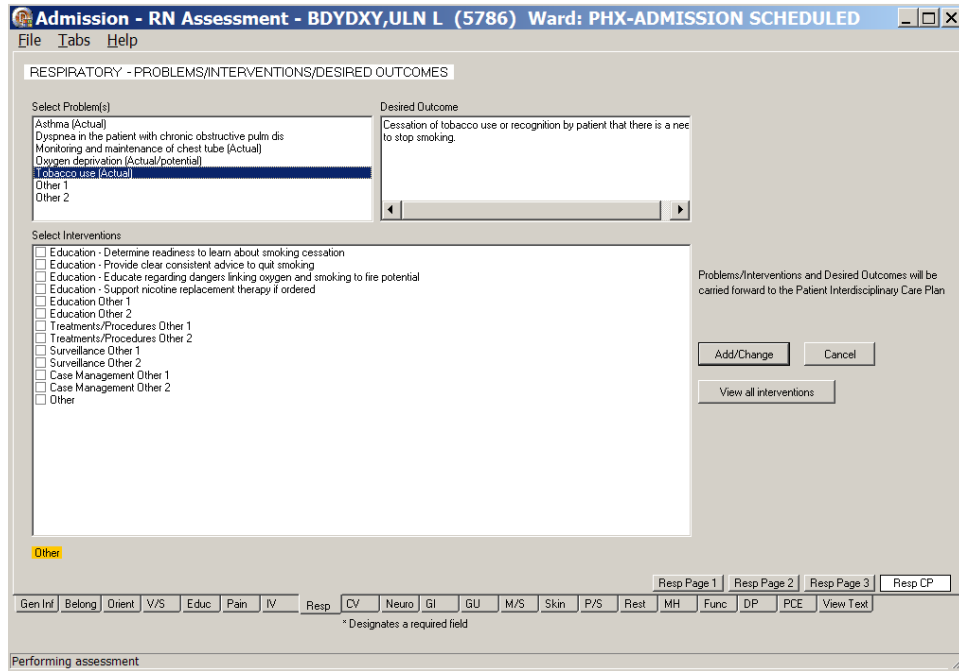 Admission - RN Assessment - BDYDXY,ULN L (5786) Ward: PHX-ADMISSION SCHEDULED
File Tabs Help
RESPIRATORY - PROBLEMS/INTERVENTIONS/DESIRED OUTCOMES
Select Problem(s)
Asthma (Actual)
Dyspnea in the patient with chronic obstructive pulm dis
Monitoring and maintenance of chest tube (Actual)
Oxygen deprivation (Actual/potential)
Tobacco use (Actual)
Other 1
Other 2
Desired Outcome
Cessation of tobacco use or recognition by patient that there is a nee
to stop smoking.
Select Interventions
Education - Determine readiness to learn about smoking cessation
Education - Provide clear consistent advice to quit smoking
Education - Educate regarding dangers linking oxygen and smoking to fire potential
Education - Support nicotine replacement therapy if ordered
Education Other 1
Education Other 2
Treatments/Procedures Other 1
Treatments/Procedures Other 2
Surveillance Other 1
Surveillance Other 2
Case Management Other 1
Case Management Other 2
Other
Problems/Interventions and Desired Outcomes will be
carried forward to the Patient Interdisciplinary Care Plan
Add/Change Cancel
View all interventions
Other
Resp Page 1 Resp Page 2 Resp Page 3 Resp CP
Gen Inf Belong Orient V/S Educ Pain IV Resp CV Neuro GI GU M/S Skin P/S Rest MH Func DP PCE View Text
* Designates a required field
Performing assessment